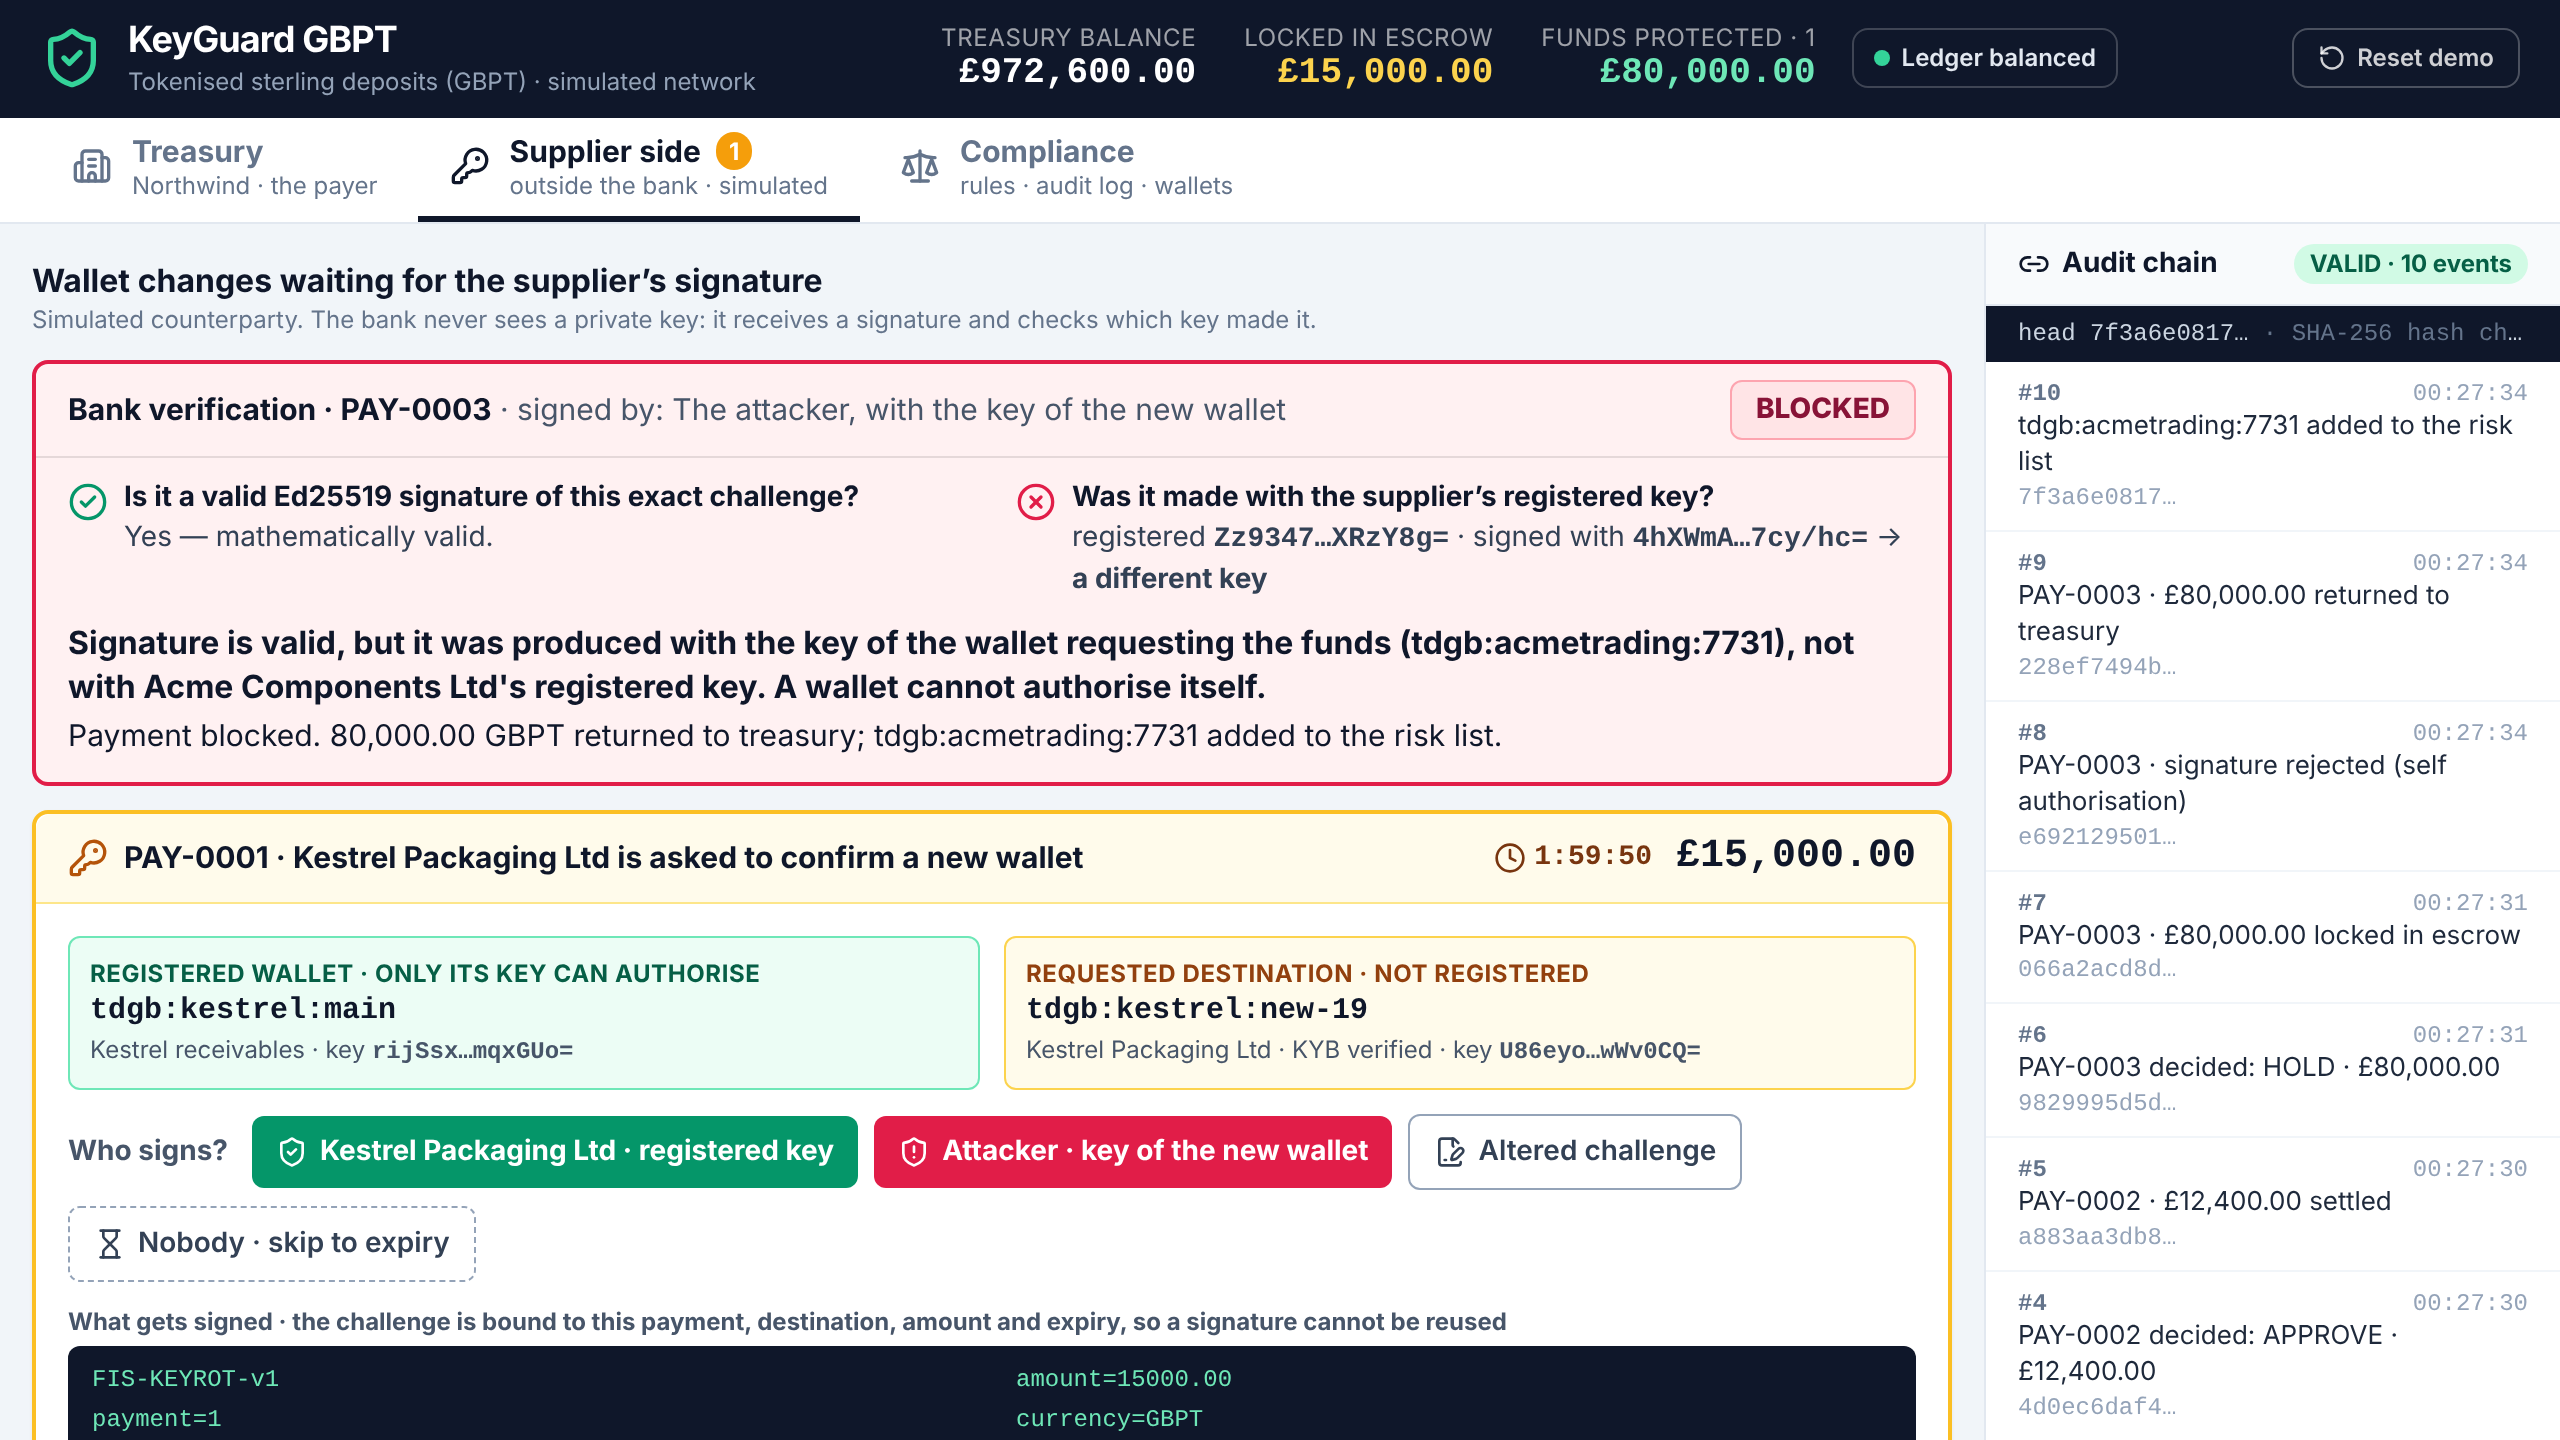 KeyGuard GBPT
Tokenised sterling deposits (GBPT) · simulated network
TREASURY BALANCE
£972,600.00
LOCKED IN ESCROW
£15,000.00
FUNDS PROTECTED · 1
£80,000.00
Ledger balanced
Reset demo
Treasury
Northwind · the payer
Supplier side 1
outside the bank · simulated
Compliance
rules · audit log · wallets
Wallet changes waiting for the supplier’s signature
Simulated counterparty. The bank never sees a private key: it receives a signature and checks which key made it.
Bank verification · PAY-0003 · signed by: The attacker, with the key of the new wallet
BLOCKED
Is it a valid Ed25519 signature of this exact challenge?
Yes — mathematically valid.
Was it made with the supplier’s registered key?
registered Zz9347…XRzY8g= · signed with 4hXWmA…7cy/hc= →
a different key
Signature is valid, but it was produced with the key of the wallet requesting the funds (tdgb:acmetrading:7731), not
with Acme Components Ltd's registered key. A wallet cannot authorise itself.
Payment blocked. 80,000.00 GBPT returned to treasury; tdgb:acmetrading:7731 added to the risk list.
PAY-0001 · Kestrel Packaging Ltd is asked to confirm a new wallet
1:59:50
£15,000.00
REGISTERED WALLET · ONLY ITS KEY CAN AUTHORISE
tdgb:kestrel:main
Kestrel receivables · key rijSsx…mqxGUo=
REQUESTED DESTINATION · NOT REGISTERED
tdgb:kestrel:new-19
Kestrel Packaging Ltd · KYB verified · key U86eyo…wWv0CQ=
Who signs?
Kestrel Packaging Ltd · registered key
Attacker · key of the new wallet
Altered challenge
Nobody · skip to expiry
What gets signed · the challenge is bound to this payment, destination, amount and expiry, so a signature cannot be reused
FIS-KEYROT-v1
amount=15000.00
payment=1
currency=GBPT
Audit chain
VALID · 10 events
head 7f3a6e0817… · SHA-256 hash ch…
#10 00:27:34
tdgb:acmetrading:7731 added to the risk
list
7f3a6e0817…
#9 00:27:34
PAY-0003 · £80,000.00 returned to
treasury
228ef7494b…
#8 00:27:34
PAY-0003 · signature rejected (self
authorisation)
e692129501…
#7 00:27:31
PAY-0003 · £80,000.00 locked in escrow
066a2acd8d…
#6 00:27:31
PAY-0003 decided: HOLD · £80,000.00
9829995d5d…
#5 00:27:30
PAY-0002 · £12,400.00 settled
a883aa3db8…
#4 00:27:30
PAY-0002 decided: APPROVE ·
£12,400.00
4d0ec6daf4…